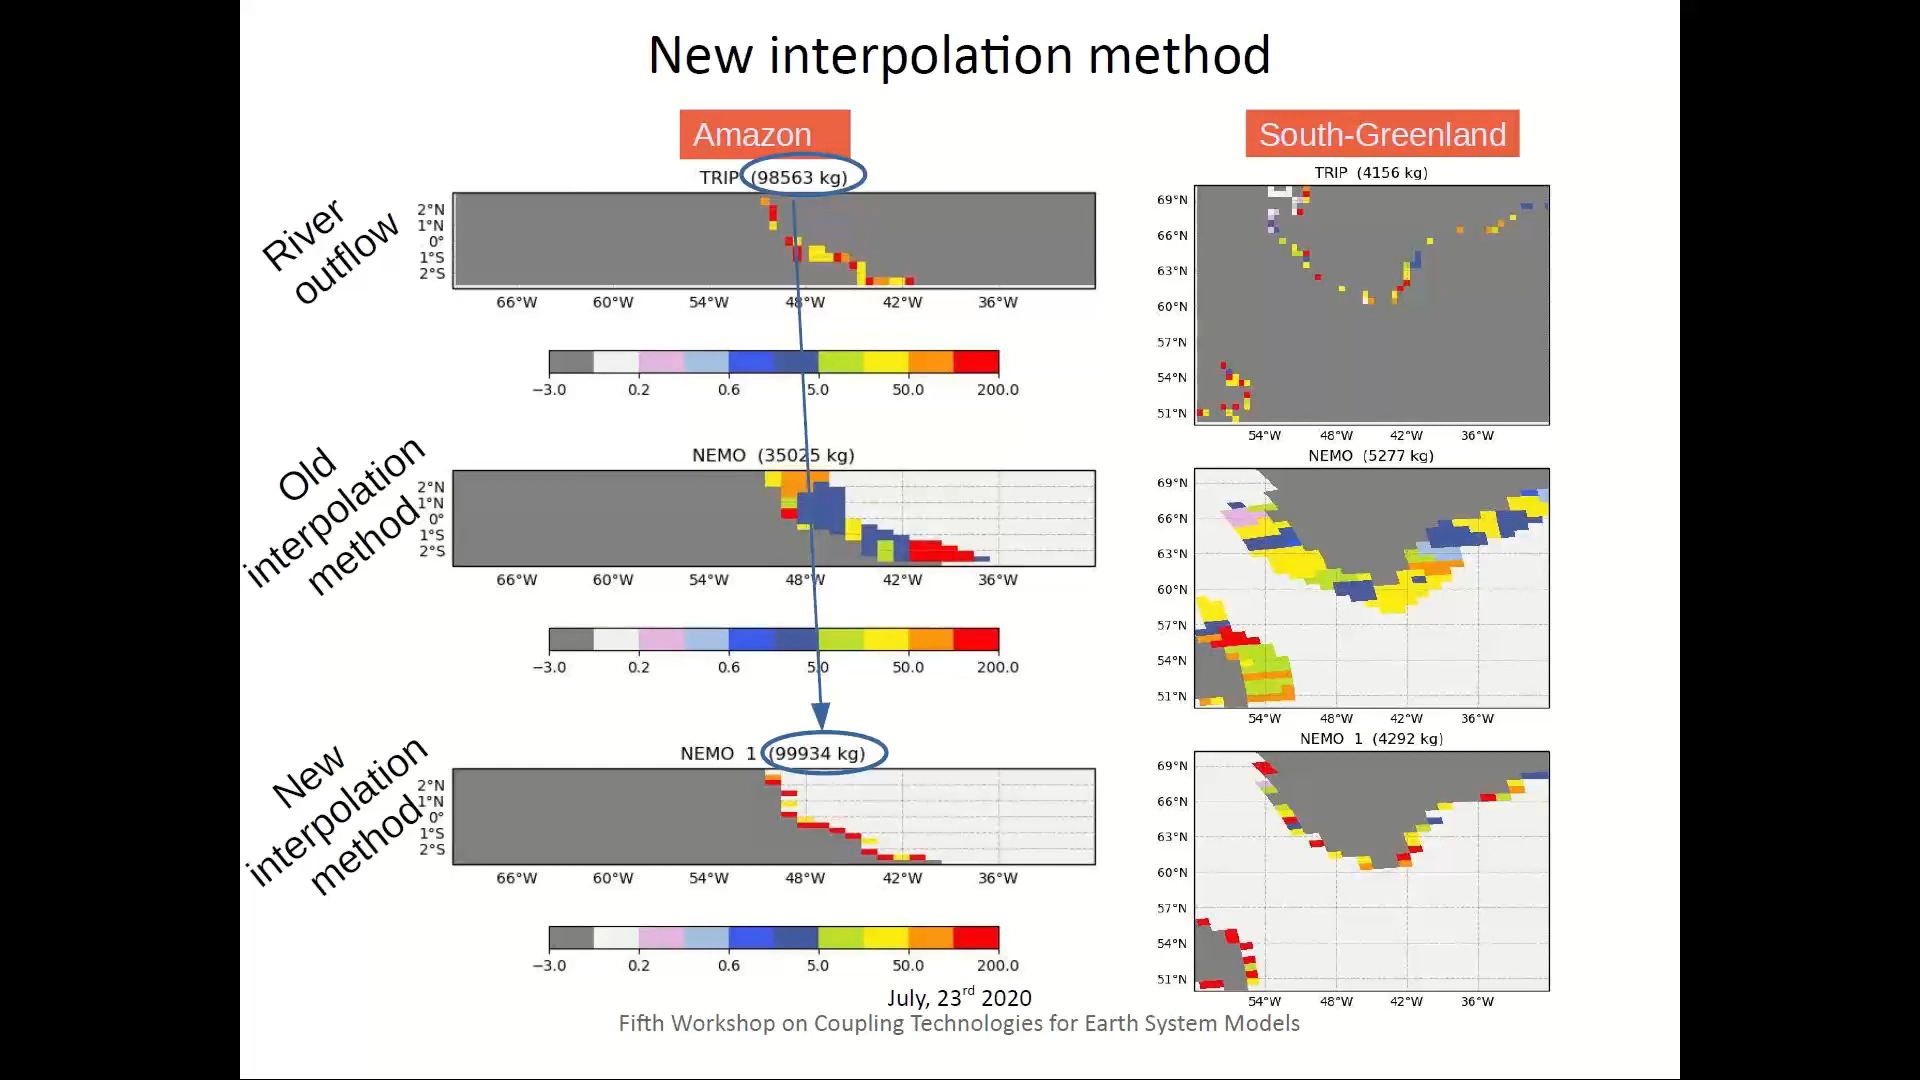 New interpolation method
Amazon
South-Greenland
River
outflow
TRIP (98563 kg)
2°N
1°N
0°
1°S
2°S
66°W 60°W 54°W 48°W 42°W 36°W
−3.0 0.2 0.6 5.0 50.0 200.0
TRIP (4156 kg)
69°N
66°N
63°N
60°N
57°N
54°N
51°N
54°W 48°W 42°W 36°W
Old
interpolation
method
NEMO (35025 kg)
2°N
1°N
0°
1°S
2°S
66°W 60°W 54°W 48°W 42°W 36°W
−3.0 0.2 0.6 5.0 50.0 200.0
NEMO (5277 kg)
69°N
66°N
63°N
60°N
57°N
54°N
51°N
54°W 48°W 42°W 36°W
New
interpolation
method
NEMO 1 (99934 kg)
2°N
1°N
0°
1°S
2°S
66°W 60°W 54°W 48°W 42°W 36°W
−3.0 0.2 0.6 5.0 50.0 200.0
NEMO 1 (4292 kg)
69°N
66°N
63°N
60°N
57°N
54°N
51°N
54°W 48°W 42°W 36°W
July, 23rd 2020
Fifth Workshop on Coupling Technologies for Earth System Models